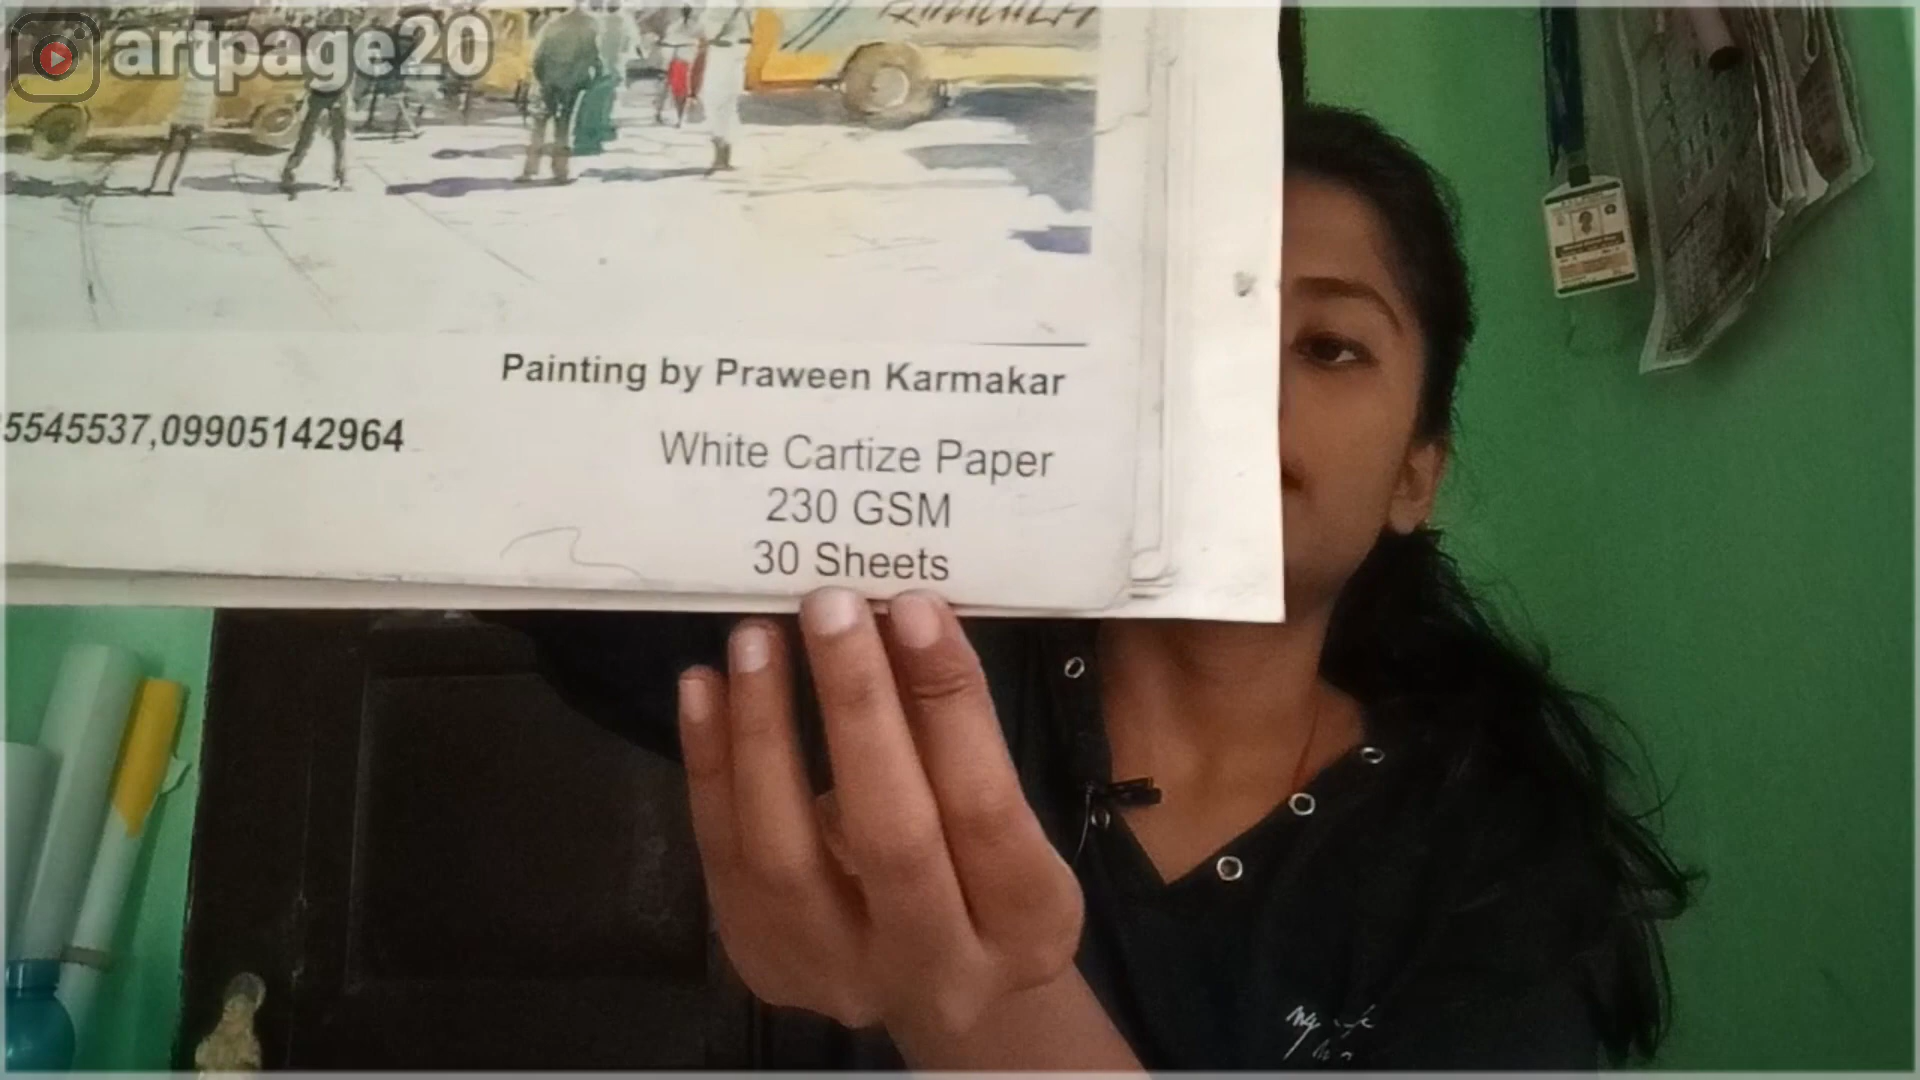 artpage20
Painting by Praween Karmakar
5545537,09905142964
White Cartize Paper
230 GSM
30 Sheets